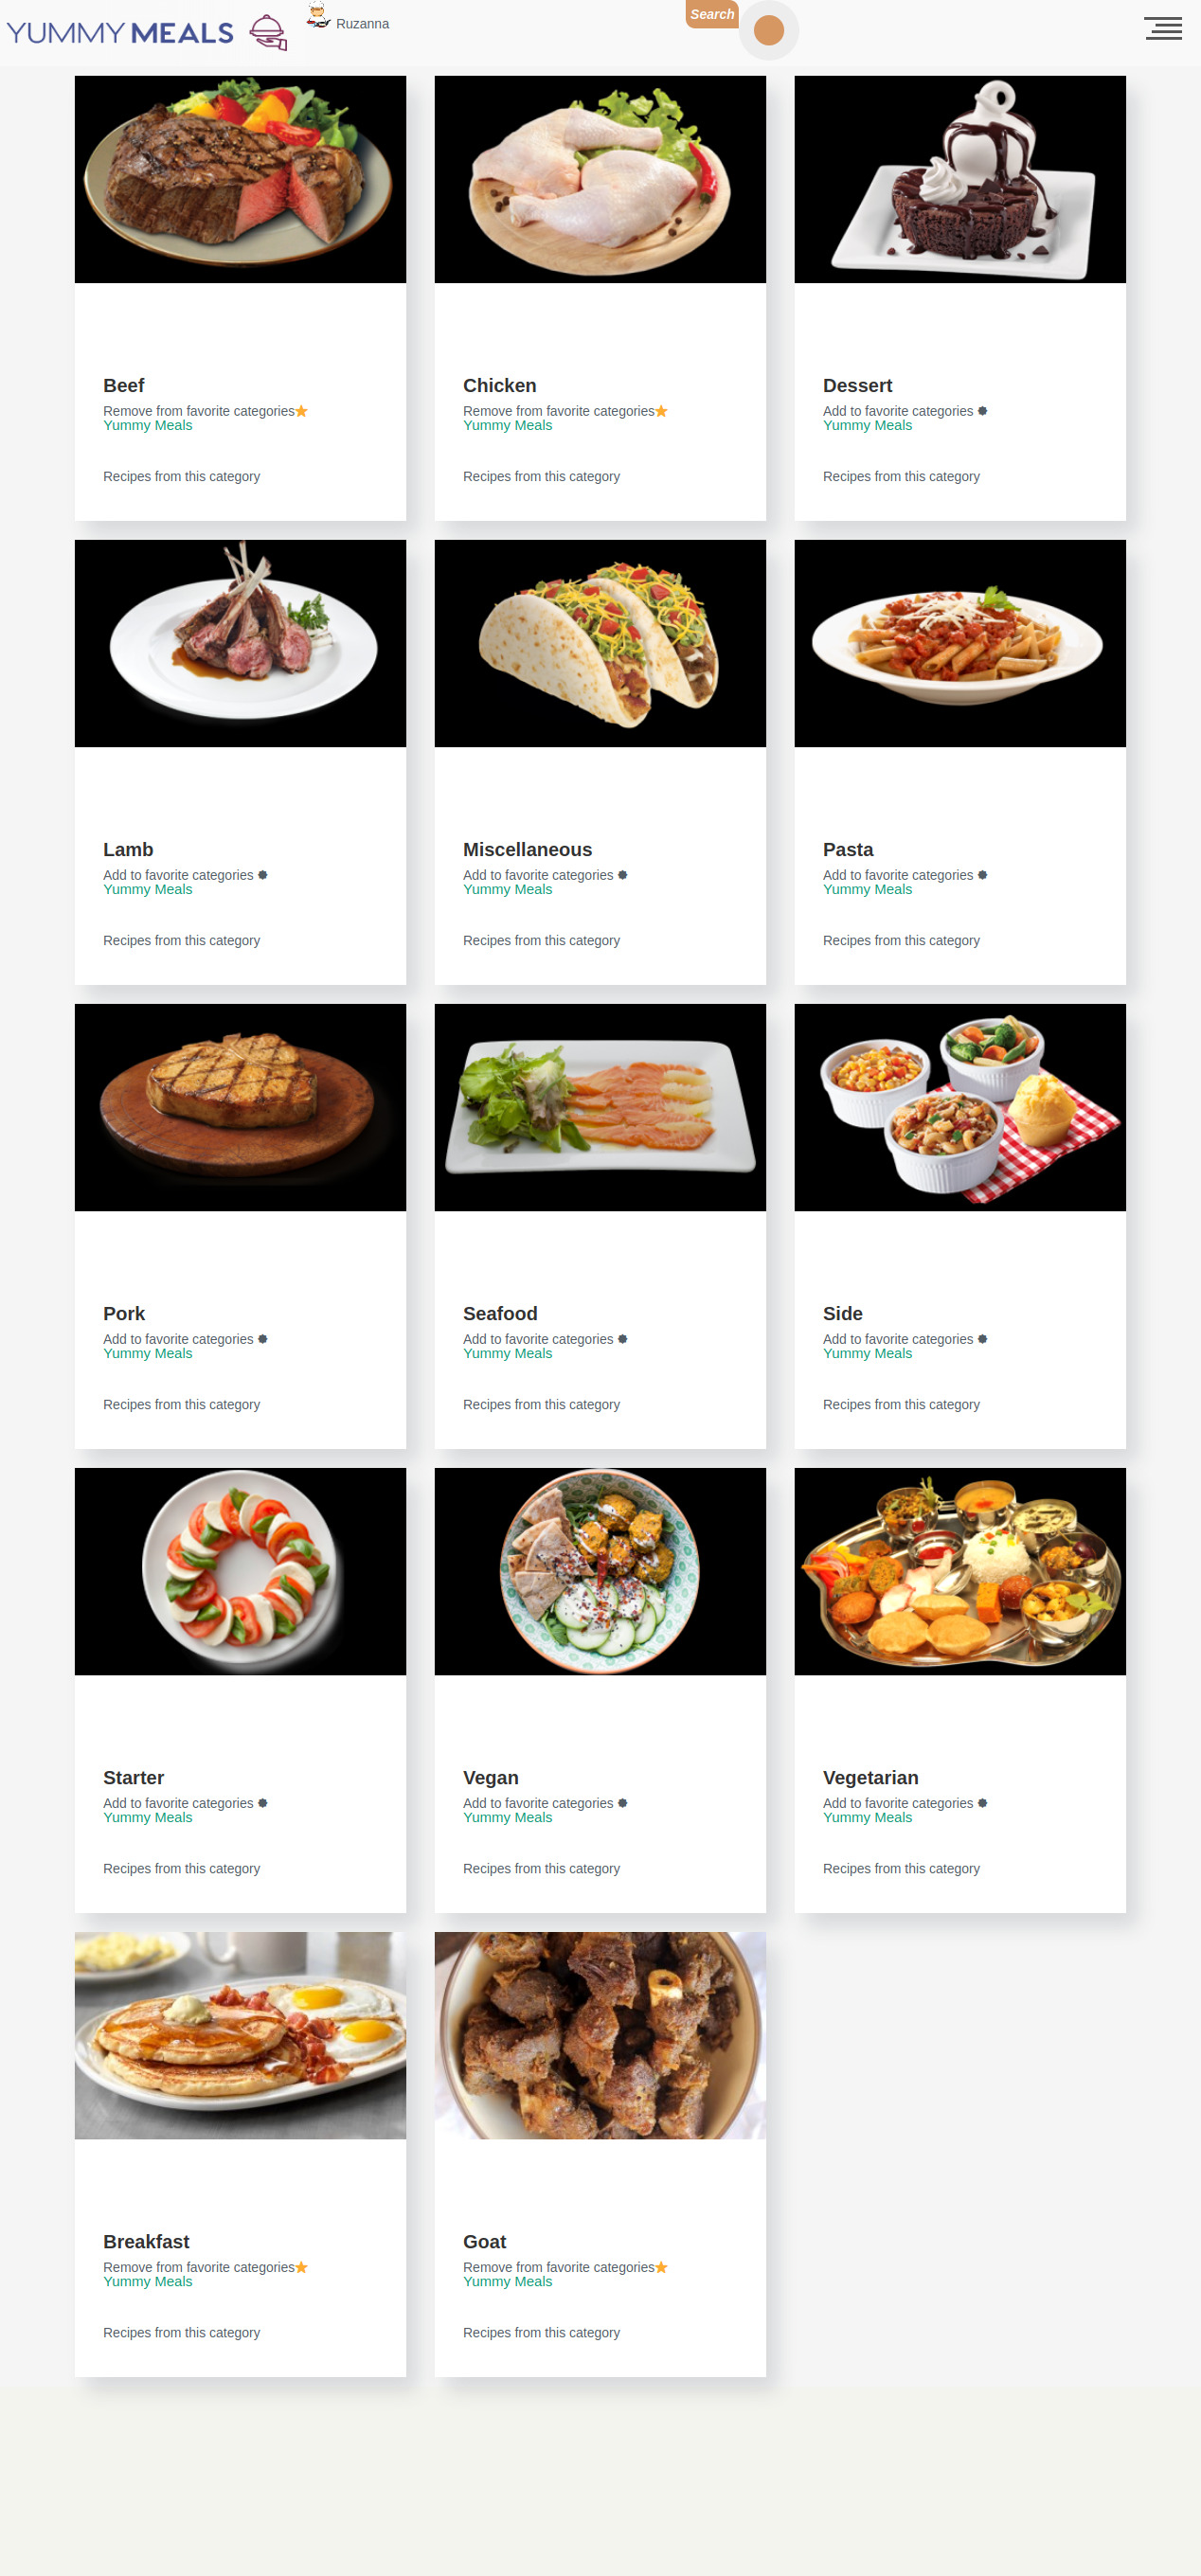 YUMMY MEALS
Ruzanna
Search
Beef
Remove from favorite categories
Yummy Meals
Recipes from this category
Chicken
Remove from favorite categories
Yummy Meals
Recipes from this category
Dessert
Add to favorite categories
Yummy Meals
Recipes from this category
Lamb
Add to favorite categories
Yummy Meals
Recipes from this category
Miscellaneous
Add to favorite categories
Yummy Meals
Recipes from this category
Pasta
Add to favorite categories
Yummy Meals
Recipes from this category
Pork
Add to favorite categories
Yummy Meals
Recipes from this category
Seafood
Add to favorite categories
Yummy Meals
Recipes from this category
Side
Add to favorite categories
Yummy Meals
Recipes from this category
Starter
Add to favorite categories
Yummy Meals
Recipes from this category
Vegan
Add to favorite categories
Yummy Meals
Recipes from this category
Vegetarian
Add to favorite categories
Yummy Meals
Recipes from this category
Breakfast
Remove from favorite categories
Yummy Meals
Recipes from this category
Goat
Remove from favorite categories
Yummy Meals
Recipes from this category